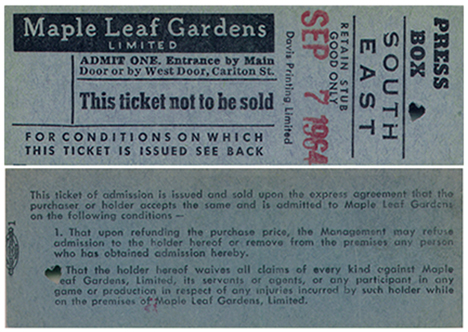 Maple Leaf Gardens
LIMITED
ADMIT ONE. Entrance by Main
Door or by West Door, Carlton St.
This ticket not to be sold
FOR CONDITIONS ON WHICH
THIS TICKET IS ISSUED SEE BACK
Davis Printing Limited
SEP 7 1964
GOOD ONLY
RETAIN STUB
EAST
SOUTH
BOX
PRESS
This ticket of admission is issued and sold upon the express agreement that the
purchaser or holder accepts the same and is admitted to Maple Leaf Gardens
on the following conditions —
1. That upon refunding the purchase price, the Management may refuse
admission to the holder hereof or remove from the premises any person
who has obtained admission hereby.
That the holder hereof waives all claims of every kind against Maple
Leaf Gardens, Limited, its servants or agents, or any participant in any
game or production in respect of any injuries incurred by such holder while
on the premises of Maple Leaf Gardens, Limited.